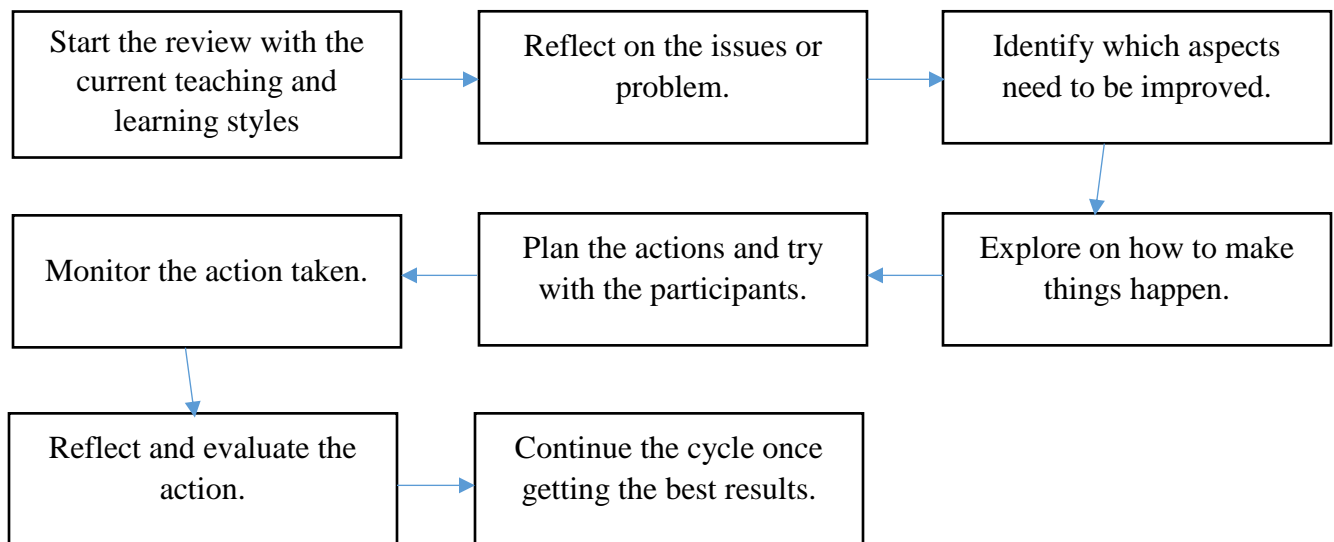 Start the review with the
current teaching and
learning styles
Reflect on the issues or
problem.
Identify which aspects
need to be improved.
Explore on how to make
things happen.
Plan the actions and try
with the participants.
Monitor the action taken.
Reflect and evaluate the
action.
Continue the cycle once
getting the best results.